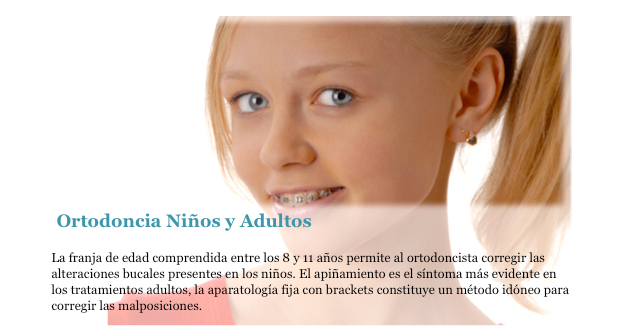 Ortodoncia Niños y Adultos
La franja de edad comprendida entre los 8 y 11 años permite al ortodoncista corregir las
alteraciones bucales presentes en los niños. El apiñamiento es el síntoma más evidente en
los tratamientos adultos, la aparatología fija con brackets constituye un método idóneo para
corregir las malposiciones.